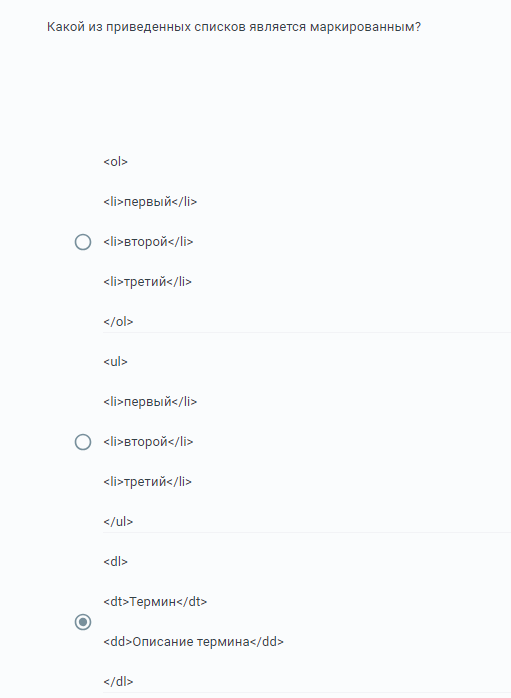 Какой из приведенных списков является маркированным?
<ol>
<li>первый</li>
<li>второй</li>
<li>третий</li>
</ol>
<ul>
<li>первый</li>
<li>второй</li>
<li>третий</li>
</ul>
<dl>
<dt>Термин</dt>
<dd>Описание термина</dd>
</dl>